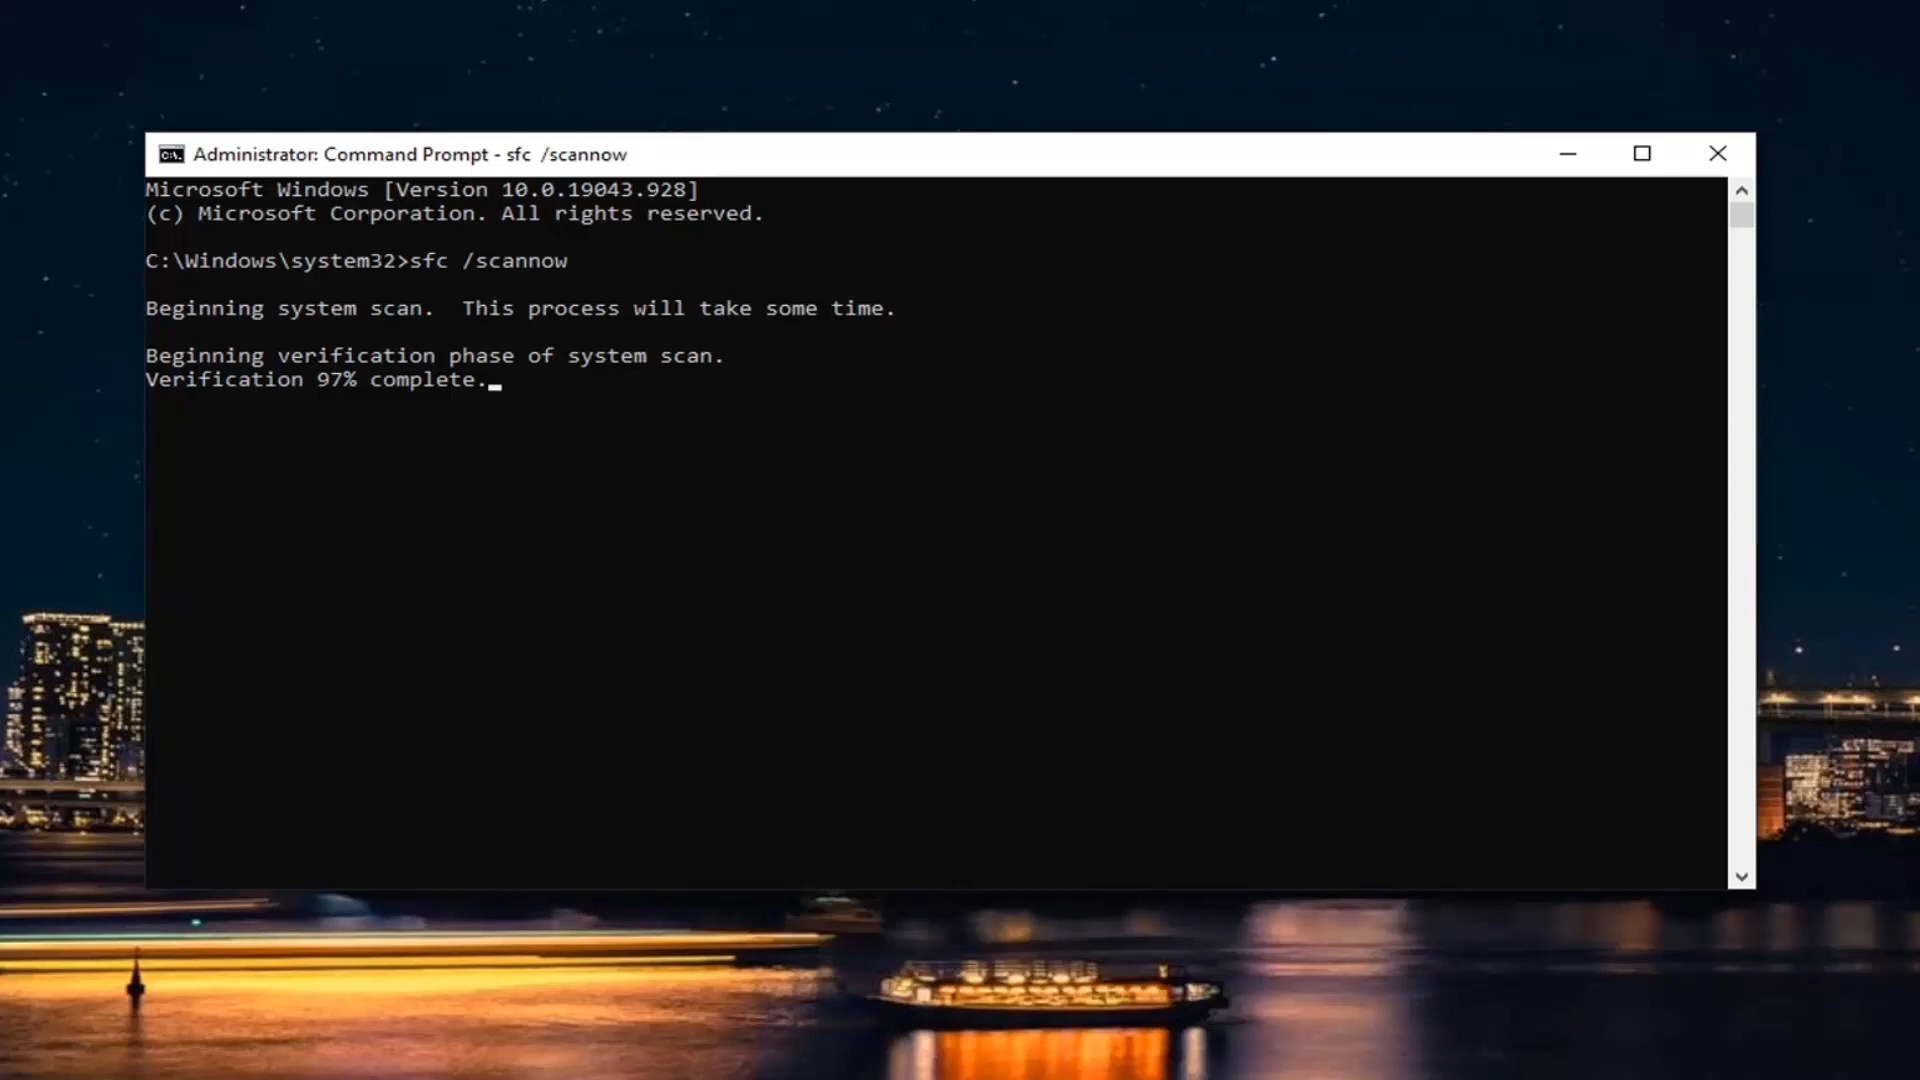 Administrator: Command Prompt - sfc  /scannow
Microsoft Windows [Version 10.0.19043.928]
(c) Microsoft Corporation. All rights reserved.
C:\Windows\system32>sfc /scannow
Beginning system scan.  This process will take some time.
Beginning verification phase of system scan.
Verification 97% complete.